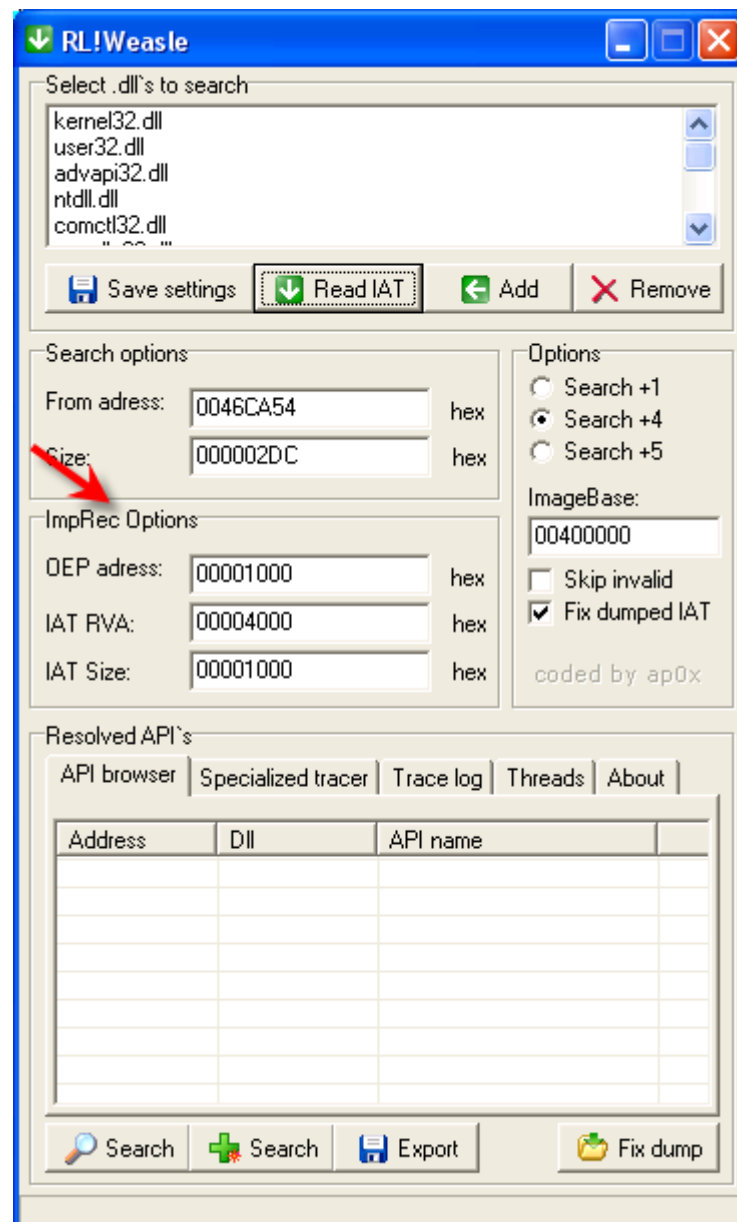 RL!Weasle
Select .dll`s to search
kernel32.dll
user32.dll
advapi32.dll
ntdll.dll
comctl32.dll
Save settings
Read IAT
Add
Remove
Search options
From adress: 0046CA54 hex
Size: 000002DC hex
ImpRec Options
OEP adress: 00001000 hex
IAT RVA: 00004000 hex
IAT Size: 00001000 hex
Options
Search +1
Search +4
Search +5
ImageBase:
00400000
Skip invalid
Fix dumped IAT
coded by ap0x
Resolved API`s
API browser Specialized tracer Trace log Threads About
Address Dll API name
Search Search Export Fix dump